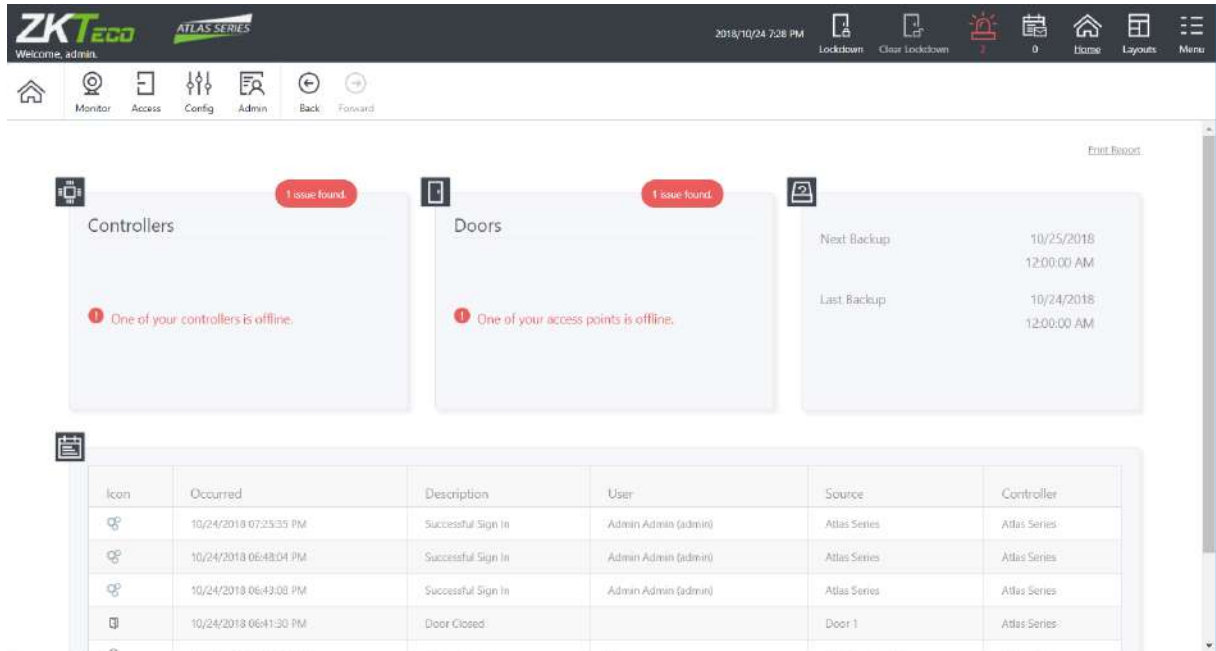 ZKTECO ATLAS SERIES
Welcome, admin.
2018/10/24 7:28 PM
Lockdown Clear Lockdown 2 0 Home Layouts Menu
Monitor Access Config Admin Back Forward
Print Report
1 issue found.
Controllers
One of your controllers is offline.
1 issue found.
Doors
One of your access points is offline.
Next Backup 10/25/2018
12:00:00 AM
Last Backup 10/24/2018
12:00:00 AM
Icon Occurred Description User Source Controller
10/24/2018 07:25:35 PM Successful Sign In Admin Admin (admin) Atlas Series Atlas Series
10/24/2018 06:48:04 PM Successful Sign In Admin Admin (admin) Atlas Series Atlas Series
10/24/2018 06:43:08 PM Successful Sign In Admin Admin (admin) Atlas Series Atlas Series
10/24/2018 06:41:30 PM Door Closed Door 1 Atlas Series